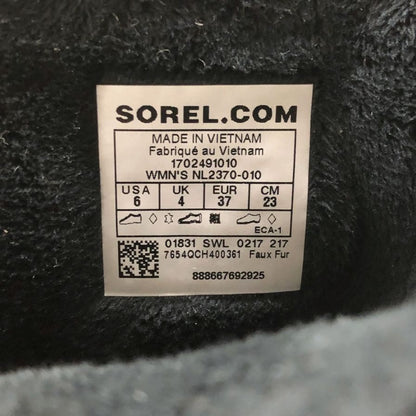 SOREL.COM
MADE IN VIETNAM
Fabriqué au Vietnam
1702491010
WMN'S NL2370-010
USA UK EUR CM
6 4 37 23
ECA-1
01831 SWL 0217 217
7654QCH400361 Faux Fur
888667692925